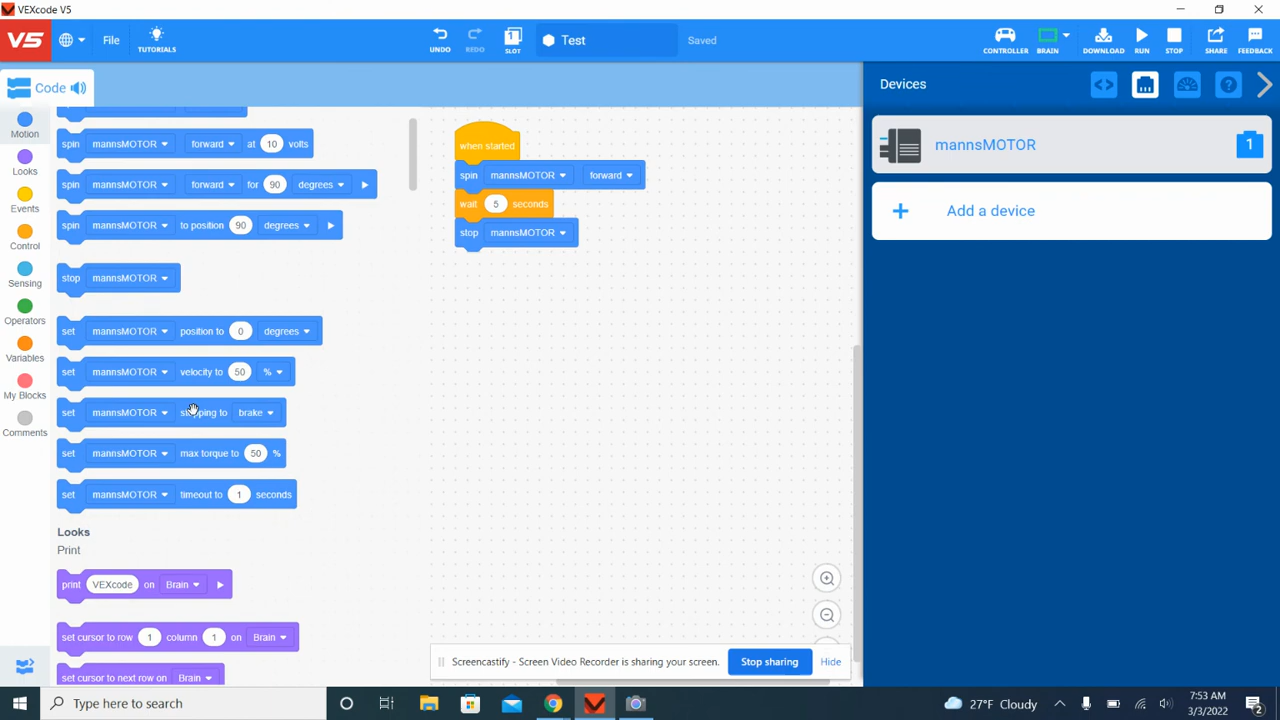 VEXcode V5
V5
File
TUTORIALS
UNDO
REDO
SLOT
Test
Saved
CONTROLLER
BRAIN
DOWNLOAD
RUN
STOP
SHARE
FEEDBACK
Code
Devices
Motion
Looks
Events
Control
Sensing
Operators
Variables
My Blocks
Comments
spin mannsMOTOR forward at 10 volts
spin mannsMOTOR forward for 90 degrees
spin mannsMOTOR to position 90 degrees
stop mannsMOTOR
set mannsMOTOR position to 0 degrees
set mannsMOTOR velocity to 50 %
set mannsMOTOR to brake
set mannsMOTOR max torque to 50 %
set mannsMOTOR timeout to 1 seconds
Looks
Print
print VEXcode on Brain
set cursor to row 1 column 1 on Brain
set cursor to next row on Brain
when started
spin mannsMOTOR forward
wait 5 seconds
stop mannsMOTOR
mannsMOTOR 1
Add a device
Screencastify - Screen Video Recorder is sharing your screen.
Stop sharing
Hide
Type here to search
27°F Cloudy
7:53 AM
3/3/2022
2